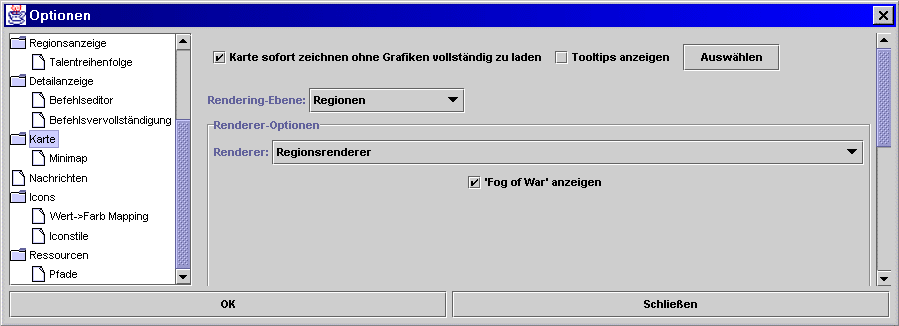 Optionen
Regionsanzeige
Talentreihenfolge
Detailanzeige
Befehlseditor
Befehlsvervollständigung
Karte
Minimap
Nachrichten
Icons
Wert->Farb Mapping
Iconstile
Ressourcen
Pfade
Karte sofort zeichnen ohne Grafiken vollständig zu laden Tooltips anzeigen Auswählen
Rendering-Ebene: Regionen
Renderer-Optionen
Renderer: Regionsrenderer
'Fog of War' anzeigen
OK Schließen